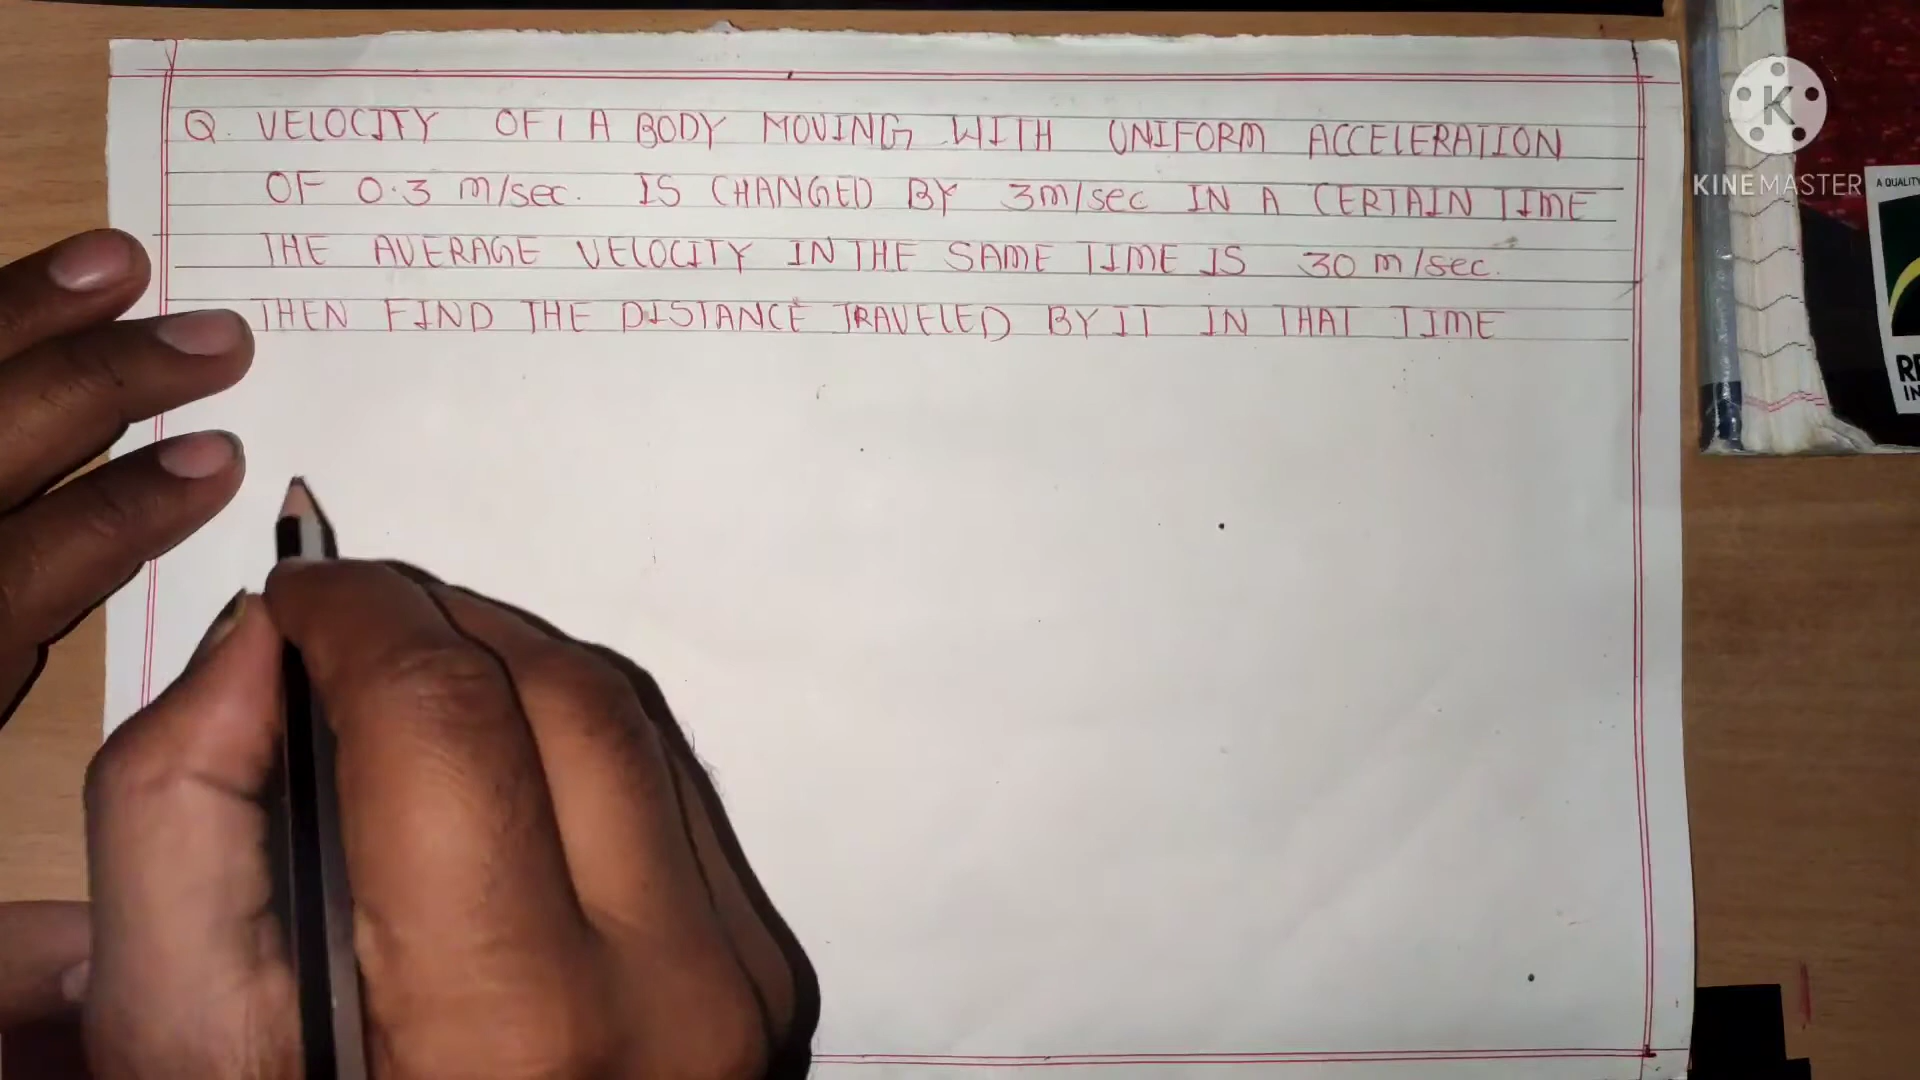 Q. VELOCITY OF A BODY MOVING WITH UNIFORM ACCELERATION
OF 0.3 m/sec. IS CHANGED BY 3m/sec IN A CERTAIN TIME
THE AVERAGE VELOCITY IN THE SAME TIME IS 30 m/sec.
THEN FIND THE DISTANCE TRAVELED BY IT IN THAT TIME
K
KINEMASTER
A QUALITY